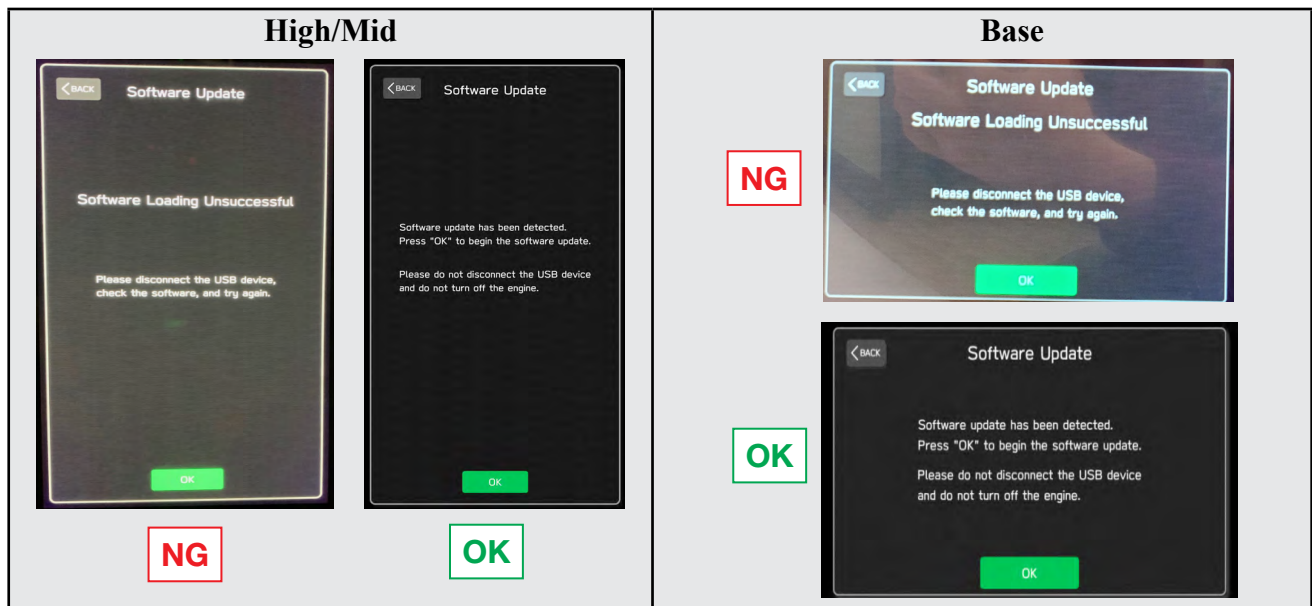 High/Mid
BACK Software Update
Software Loading Unsuccessful
Please disconnect the USB device,
check the software, and try again.
OK
NG
BACK Software Update
Software update has been detected.
Press "OK" to begin the software update.
Please do not disconnect the USB device
and do not turn off the engine.
OK
OK
Base
NG
BACK Software Update
Software Loading Unsuccessful
Please disconnect the USB device,
check the software, and try again.
OK
OK
BACK Software Update
Software update has been detected.
Press "OK" to begin the software update.
Please do not disconnect the USB device
and do not turn off the engine.
OK